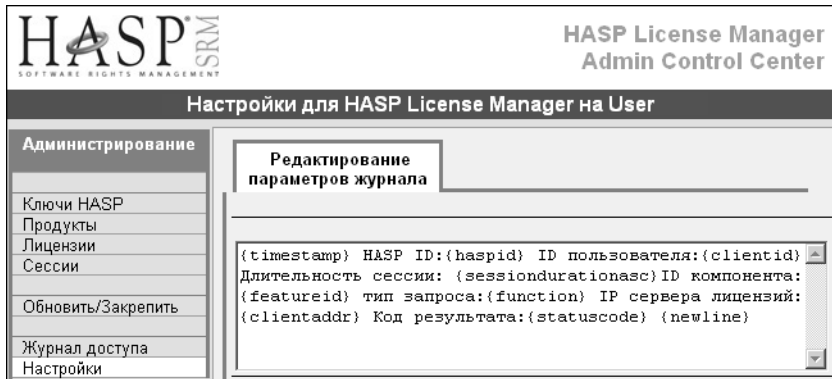 HASP SRM
SOFTWARE RIGHTS MANAGEMENT
HASP License Manager
Admin Control Center
Настройки для HASP License Manager на User
Администрирование
Ключи HASP
Продукты
Лицензии
Сессии
Обновить/Закрепить
Журнал доступа
Настройки
Редактирование
параметров журнала
{timestamp} HASP ID:{haspid} ID пользователя:{clientid}
Длительность сессии: {sessiondurationasc}ID компонента:
{featureid} тип запроса:{function} IP сервера лицензий:
{clientaddr} Код результата:{statuscode} {newline}